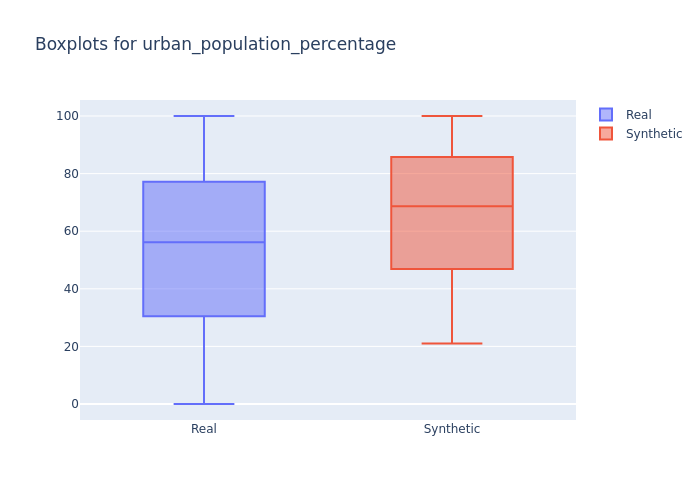 Boxplots for urban_population_percentage
100
80
60
40
20
0
Real
Synthetic
Real
Synthetic